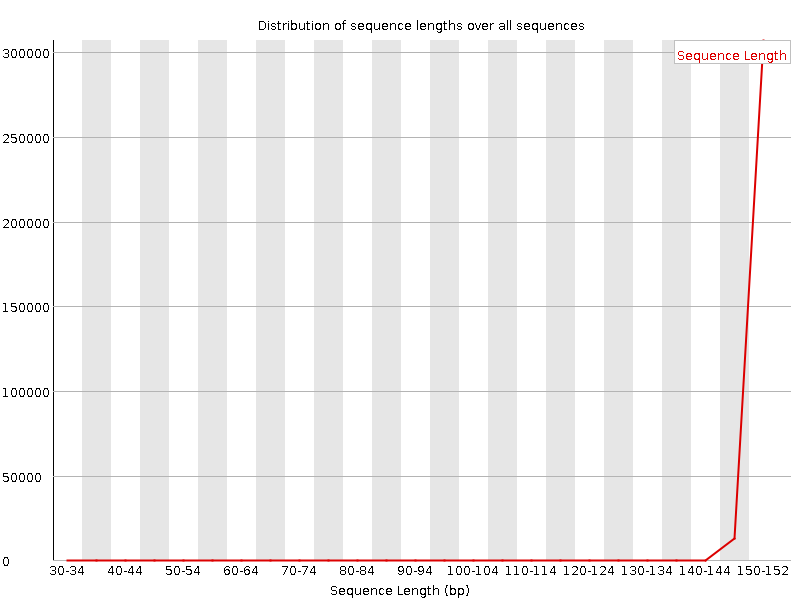 Distribution of sequence lengths over all sequences
Sequence Length
300000
250000
200000
150000
100000
50000
0
30-34 40-44 50-54 60-64 70-74 80-84 90-94 100-104 110-114 120-124 130-134 140-144 150-152
Sequence Length (bp)